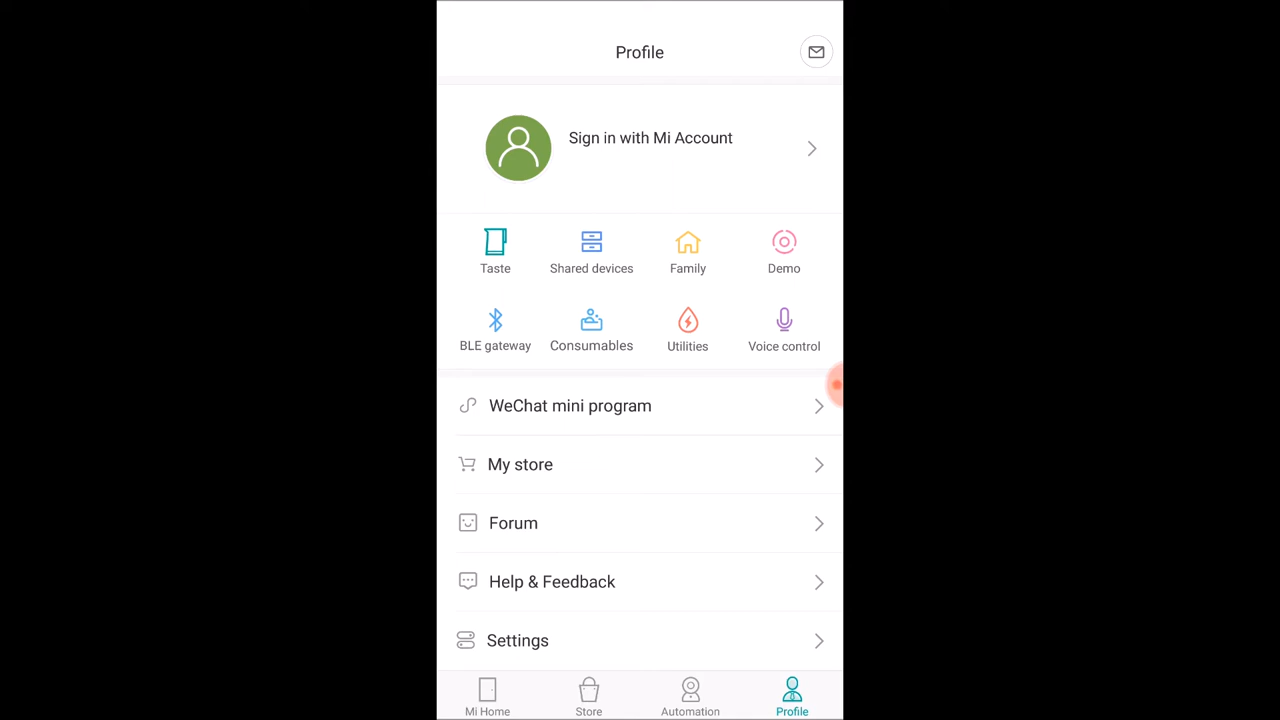 Profile
Sign in with Mi Account
Taste
Shared devices
Family
Demo
BLE gateway
Consumables
Utilities
Voice control
WeChat mini program
My store
Forum
Help & Feedback
Settings
Mi Home
Store
Automation
Profile